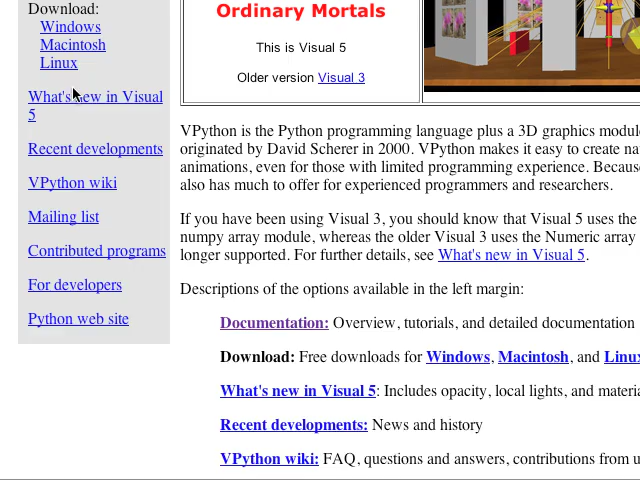 Download:
Windows
Macintosh
Linux
What's new in Visual
5
Recent developments
VPython wiki
Mailing list
Contributed programs
For developers
Python web site
Ordinary Mortals
This is Visual 5
Older version Visual 3
VPython is the Python programming language plus a 3D graphics
originated by David Scherer in 2000. VPython makes it easy to create
animations, even for those with limited programming experience.
also has much to offer for experienced programmers and researchers.
If you have been using Visual 3, you should know that Visual 5 uses the
numpy array module, whereas the older Visual 3 uses the Numeric array
longer supported. For further details, see What's new in Visual 5.
Descriptions of the options available in the left margin:
Documentation: Overview, tutorials, and detailed documentation
Download: Free downloads for Windows, Macintosh, and Linux
What's new in Visual 5: Includes opacity, local lights, and
Recent developments: News and history
VPython wiki: FAQ, questions and answers, contributions from